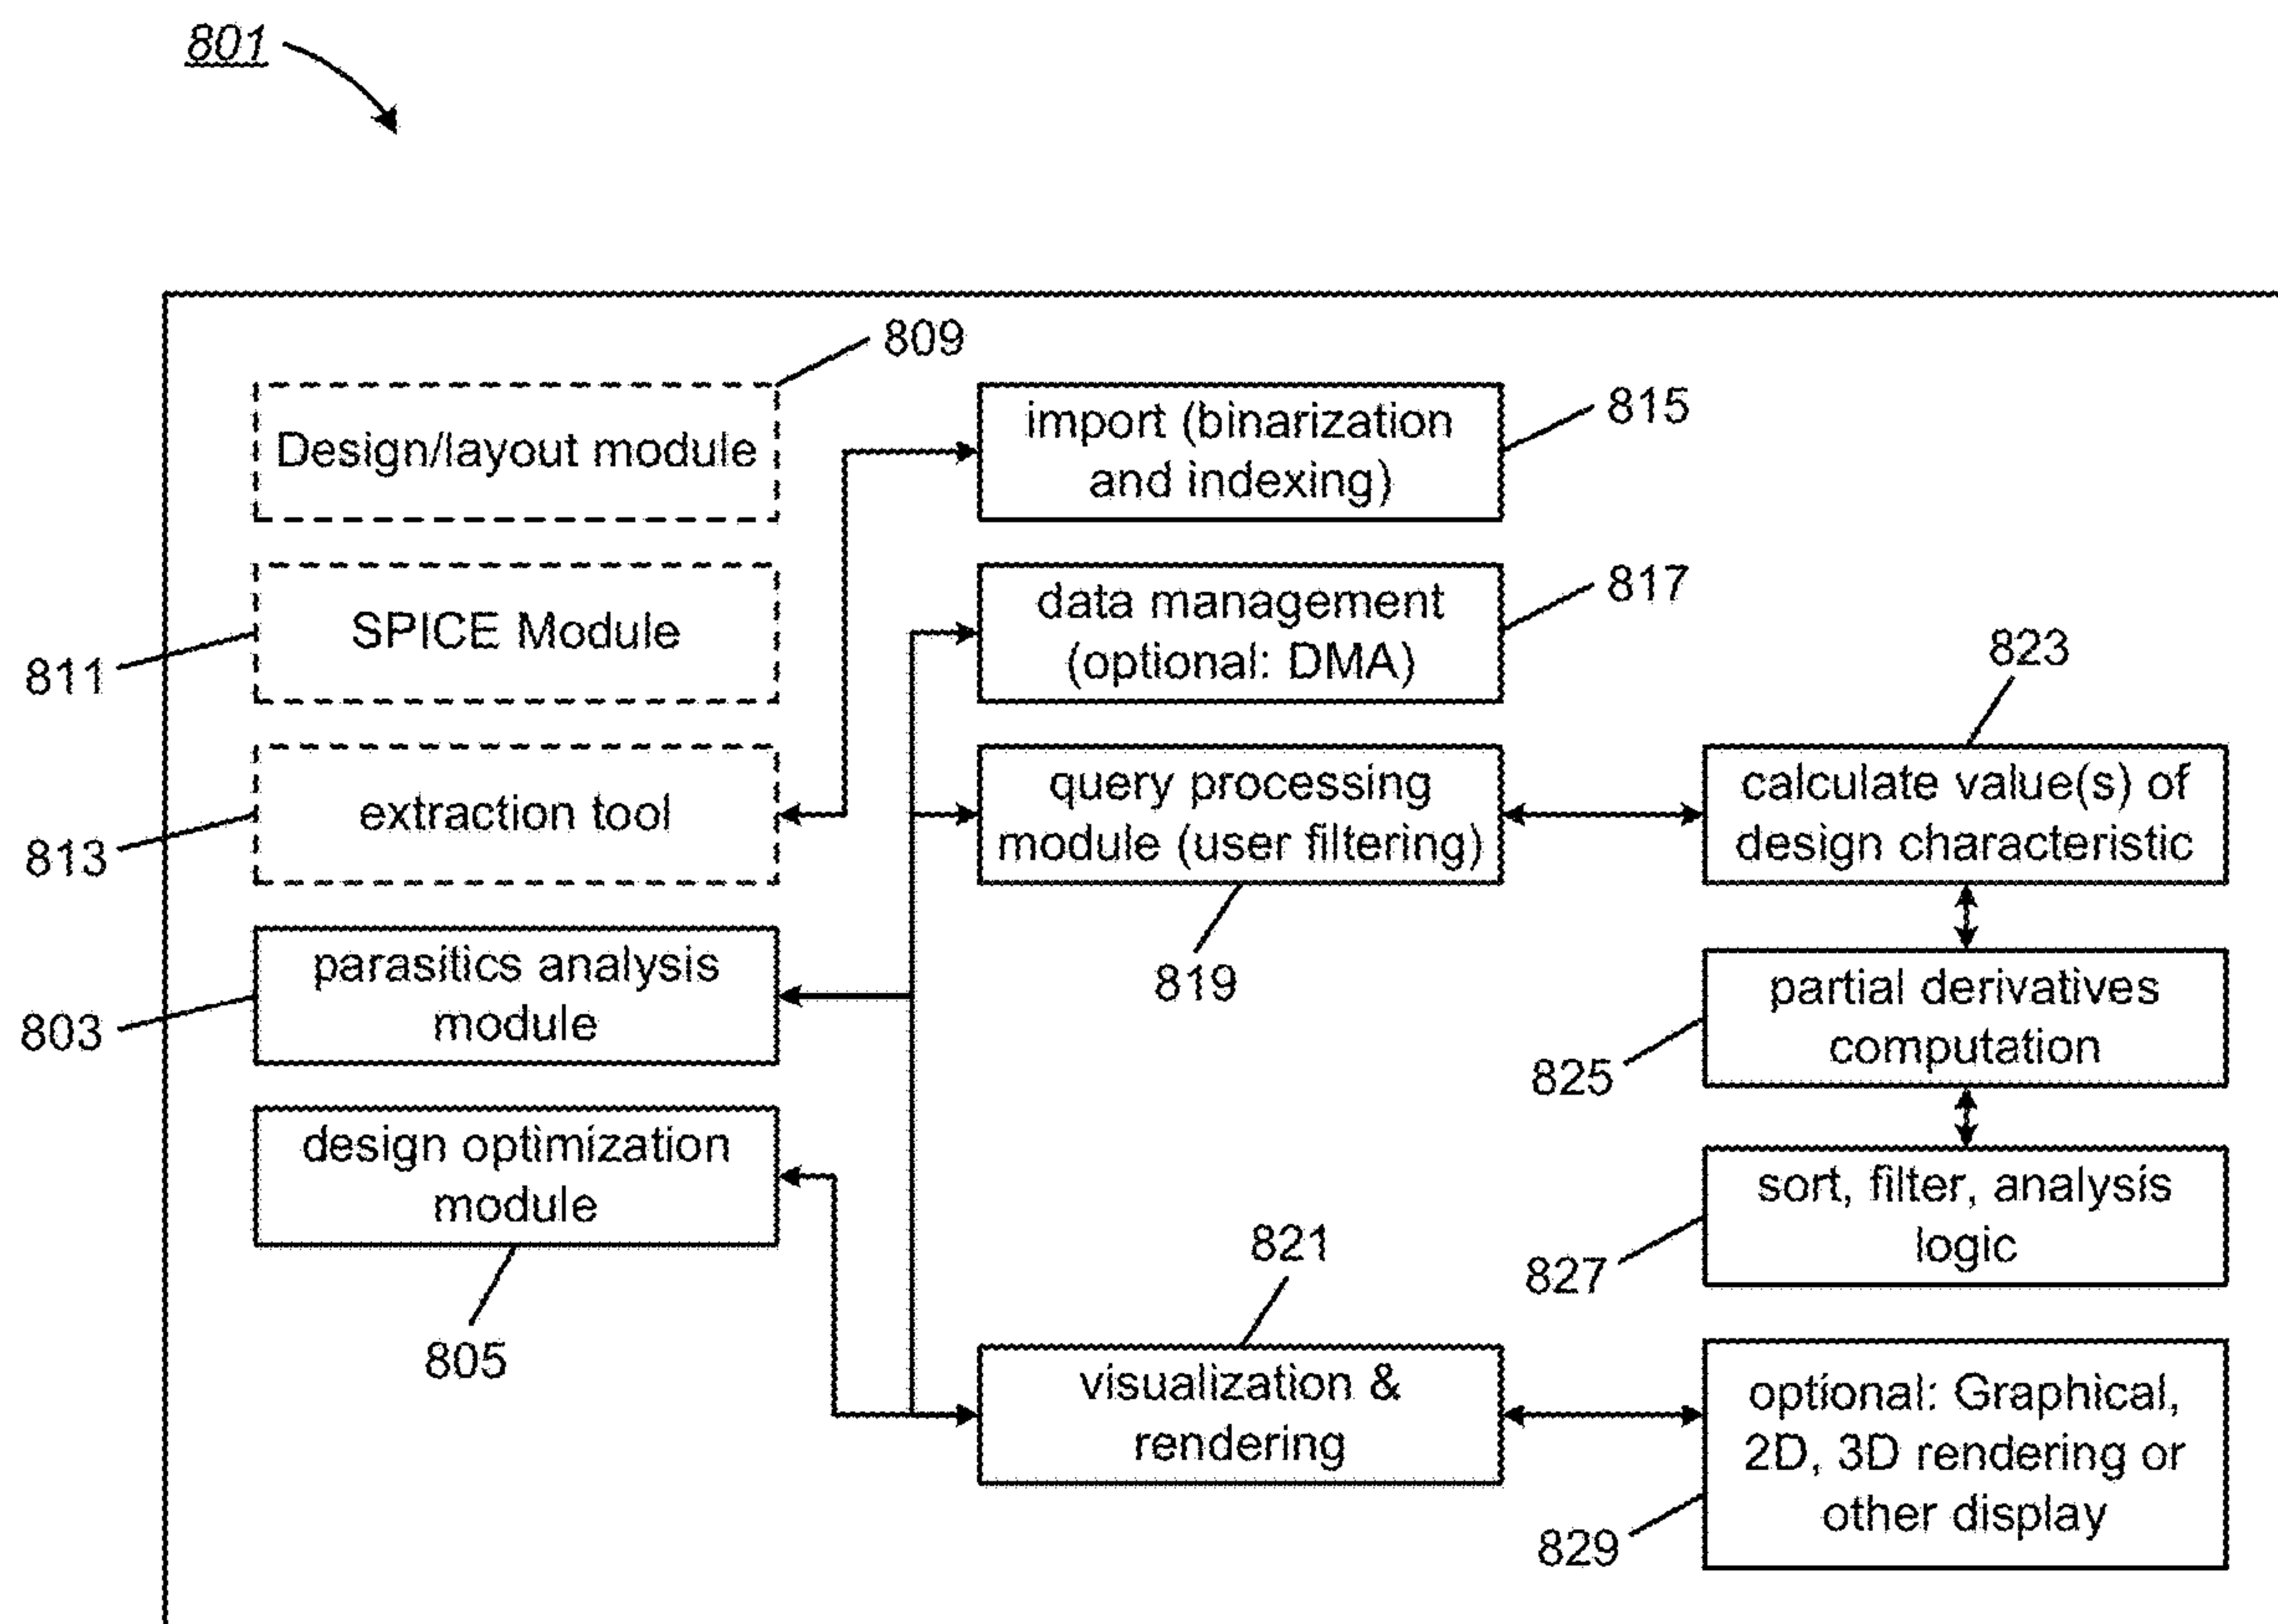 801
809
Design/layout module
import (binarization
and indexing)
815
SPICE Module
811
data management
(optional: DMA)
817
extraction tool
813
query processing
module (user filtering)
819
823
calculate value(s) of
design characteristic
parasitics analysis
module
803
partial derivatives
computation
825
design optimization
module
805
sort, filter, analysis
logic
827
821
visualization &
rendering
optional: Graphical,
2D, 3D rendering or
other display
829